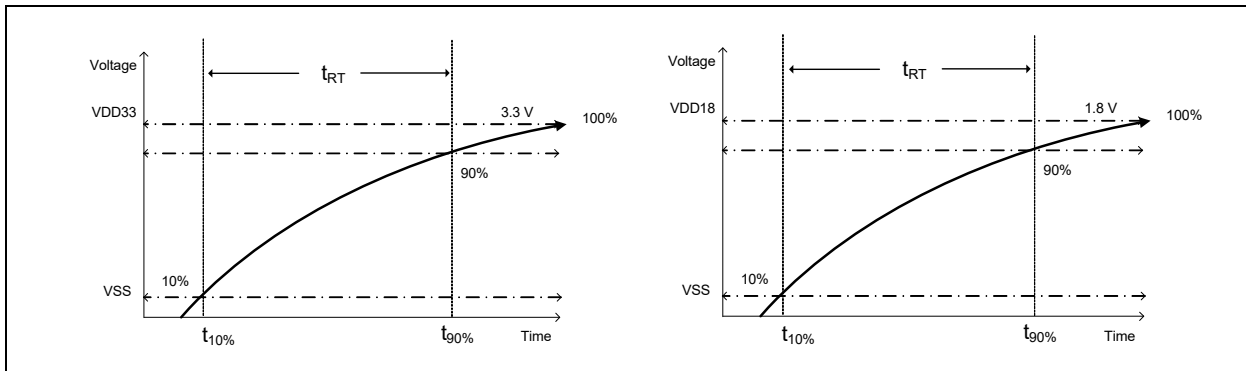 Voltage
tRT
VDD33
3.3 V
100%
90%
10%
VSS
t10%
t90%
Time
Voltage
tRT
VDD18
1.8 V
100%
90%
10%
VSS
t10%
t90%
Time